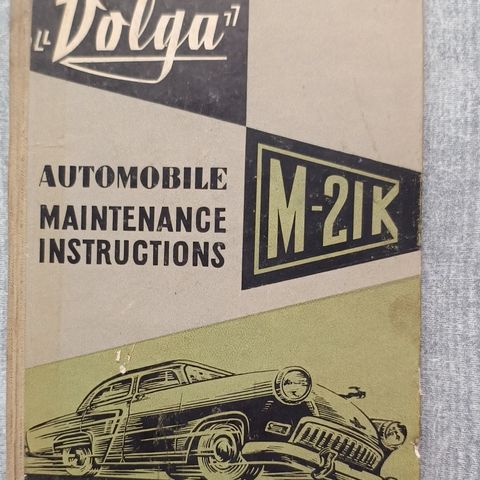 "Volga"
AUTOMOBILE
MAINTENANCE
INSTRUCTIONS
M-21K